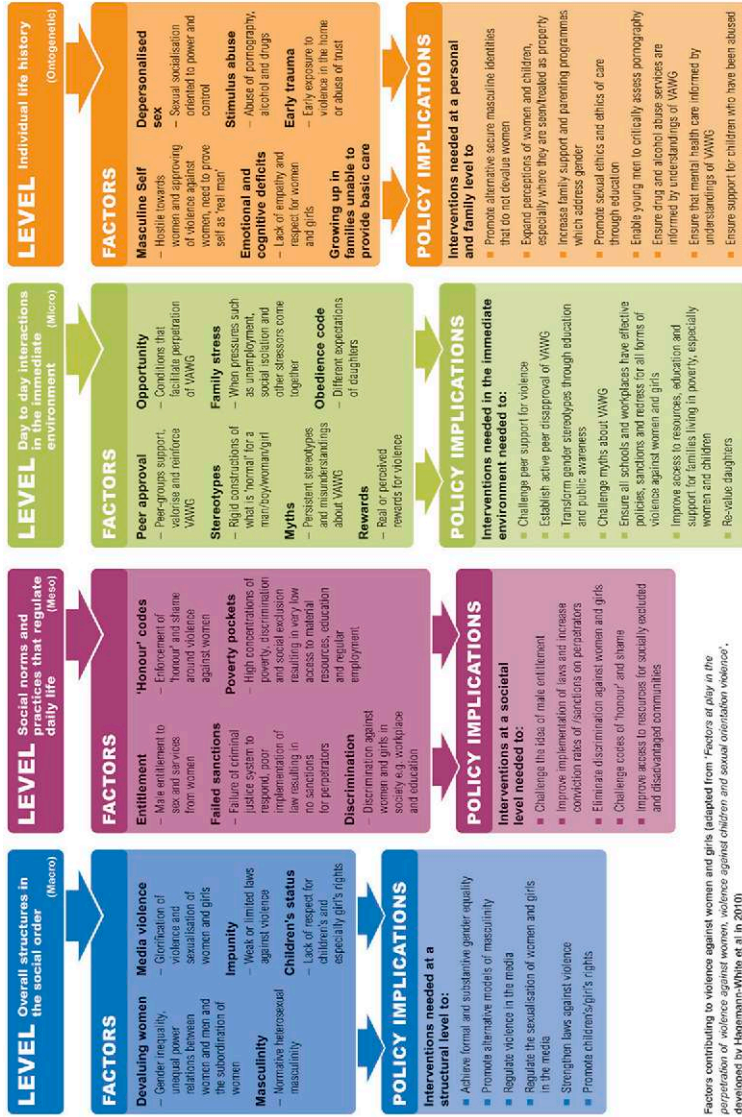 LEVEL Overall structures in
the social order
(Macro)
FACTORS
Devaluing women
– Gender inequality,
unequal power
relations between
women and men and
the subordination of
women
Masculinity
– Normative heterosexual
masculinity
Media violence
– Glorification of
violence and
sexualisation of
women and girls
Impunity
– Weak or limited laws
against violence
Children's status
– Lack of respect for
children's and
especially girl's rights
POLICY IMPLICATIONS
Interventions needed at a
structural level to:
■ Achieve formal and substantive gender equality
■ Promote alternative models of masculinity
■ Regulate violence in the media
■ Regulate the sexualisation of women and girls
in the media
■ Strengthen laws against violence
■ Promote children's/girl's rights
LEVEL Social norms and
practices that regulate
daily life
(Meso)
FACTORS
Entitlement
– Male entitlement to
sex and services
from women
Failed sanctions
– Failure of criminal
justice system to
respond, poor
implementation of
law resulting in
no sanctions
for perpetrators
Discrimination
– Discrimination against
women and girls in
society e.g. workplace
and education
'Honour' codes
– Enforcement of
'honour' and shame
around violence
against women
Poverty pockets
– High concentrations of
poverty, discrimination
and social exclusion
resulting in very low
access to material
resources, education
and regular
employment
POLICY IMPLICATIONS
Interventions at a societal
level needed to:
■ Challenge the idea of male entitlement
■ Improve implementation of laws and increase
conviction rates of /sanctions on perpetrators
■ Eliminate discrimination against women and girls
■ Challenge codes of 'honour' and shame
■ Improve access to resources for socially excluded
and disadvantaged communities
LEVEL Day to day interactions
in the immediate
environment
(Micro)
FACTORS
Peer approval
– Peer-groups support,
valorise and reinforce
VAWG
Stereotypes
– Rigid constructions of
what is 'normal' for a
man/boy/woman/girl
Myths
– Persistent stereotypes
and misunderstandings
about VAWG
Rewards
– Real or perceived
rewards for violence
Opportunity
– Conditions that
facilitate perpetration
of VAWG
Family stress
– When pressures such
as unemployment,
social isolation and
other stressors come
together
Obedience code
– Different expectations
of daughters
POLICY IMPLICATIONS
Interventions needed in the immediate
environment needed to:
■ Challenge peer support for violence
■ Establish active peer disapproval of VAWG
■ Transform gender stereotypes through education
and public awareness
■ Challenge myths about VAWG
■ Ensure all schools and workplaces have effective
policies, sanctions and redress for all forms of
violence against women and girls
■ Improve access to resources, education and
support for families living in poverty, especially
women and children
■ Re-value daughters
LEVEL Individual life history
(Ontogenetic)
FACTORS
Masculine Self
– Hostile towards
women and approving
of violence against
women, need to prove
self as 'real man'
Emotional and
cognitive deficits
– Lack of empathy and
respect for women
and girls
Growing up in
families unable to
provide basic care
Depersonalised
sex
– Sexual socialisation
oriented to power and
control
Stimulus abuse
– Abuse of pornography,
alcohol and drugs
Early trauma
– Early exposure to
violence in the home
or abuse of trust
POLICY IMPLICATIONS
Interventions needed at a personal
and family level to
■ Promote alternative secure masculine identities
that do not devalue women
■ Expand perceptions of women and children,
especially where they are seen/treated as property
■ Increase family support and parenting programmes
which address gender
■ Promote sexual ethics and ethics of care
through education
■ Enable young men to critically assess pornography
■ Ensure drug and alcohol abuse services are
informed by understandings of VAWG
■ Ensure that mental health care informed by
understandings of VAWG
■ Ensure support for children who have been abused
Factors contributing to violence against women and girls (adapted from 'Factors at play in the
perpetration of violence against women, violence against children and sexual orientation violence',
developed by Hagemann-White et al in 2010)